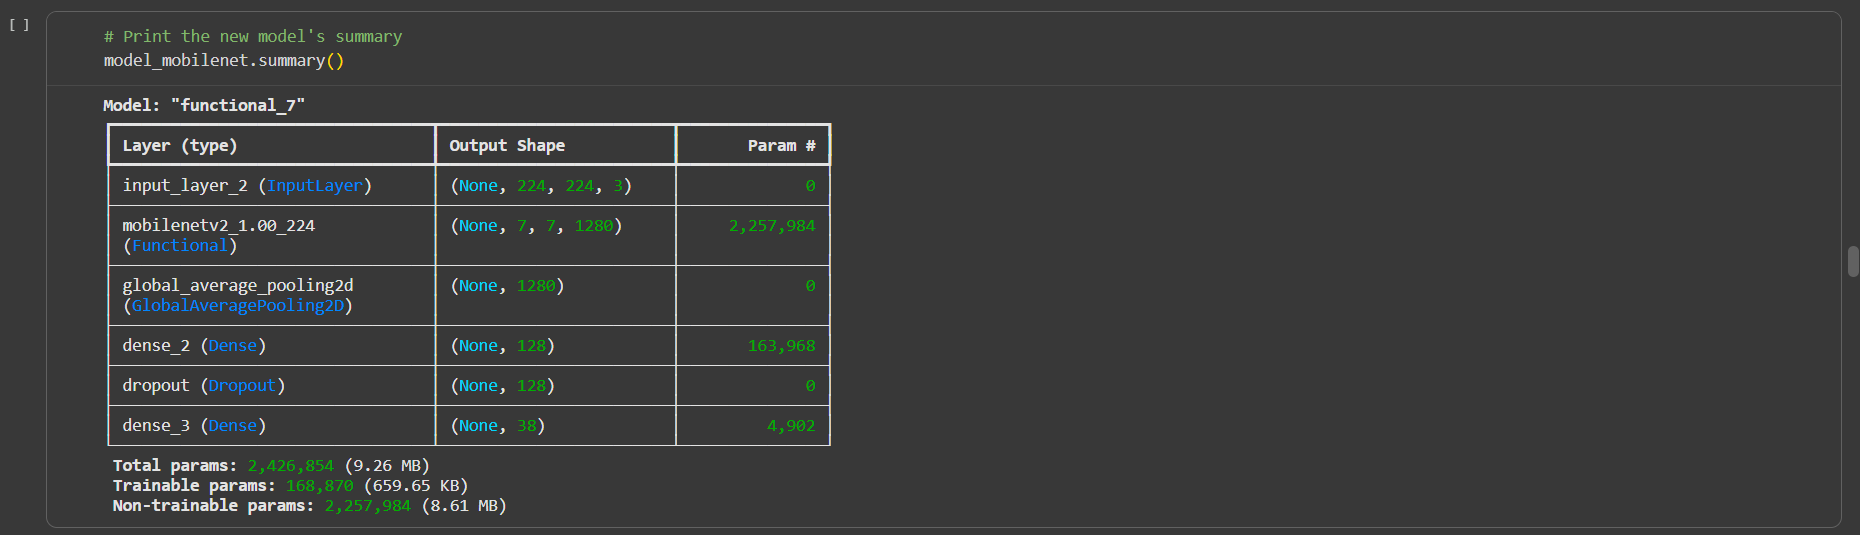 [ ]
# Print the new model's summary
model_mobilenet.summary()
Model: "functional_7"
Layer (type) Output Shape Param #
input_layer_2 (InputLayer) (None, 224, 224, 3) 0
mobilenetv2_1.00_224 (None, 7, 7, 1280) 2,257,984
(Functional)
global_average_pooling2d (None, 1280) 0
(GlobalAveragePooling2D)
dense_2 (Dense) (None, 128) 163,968
dropout (Dropout) (None, 128) 0
dense_3 (Dense) (None, 38) 4,902
Total params: 2,426,854 (9.26 MB)
Trainable params: 168,870 (659.65 KB)
Non-trainable params: 2,257,984 (8.61 MB)